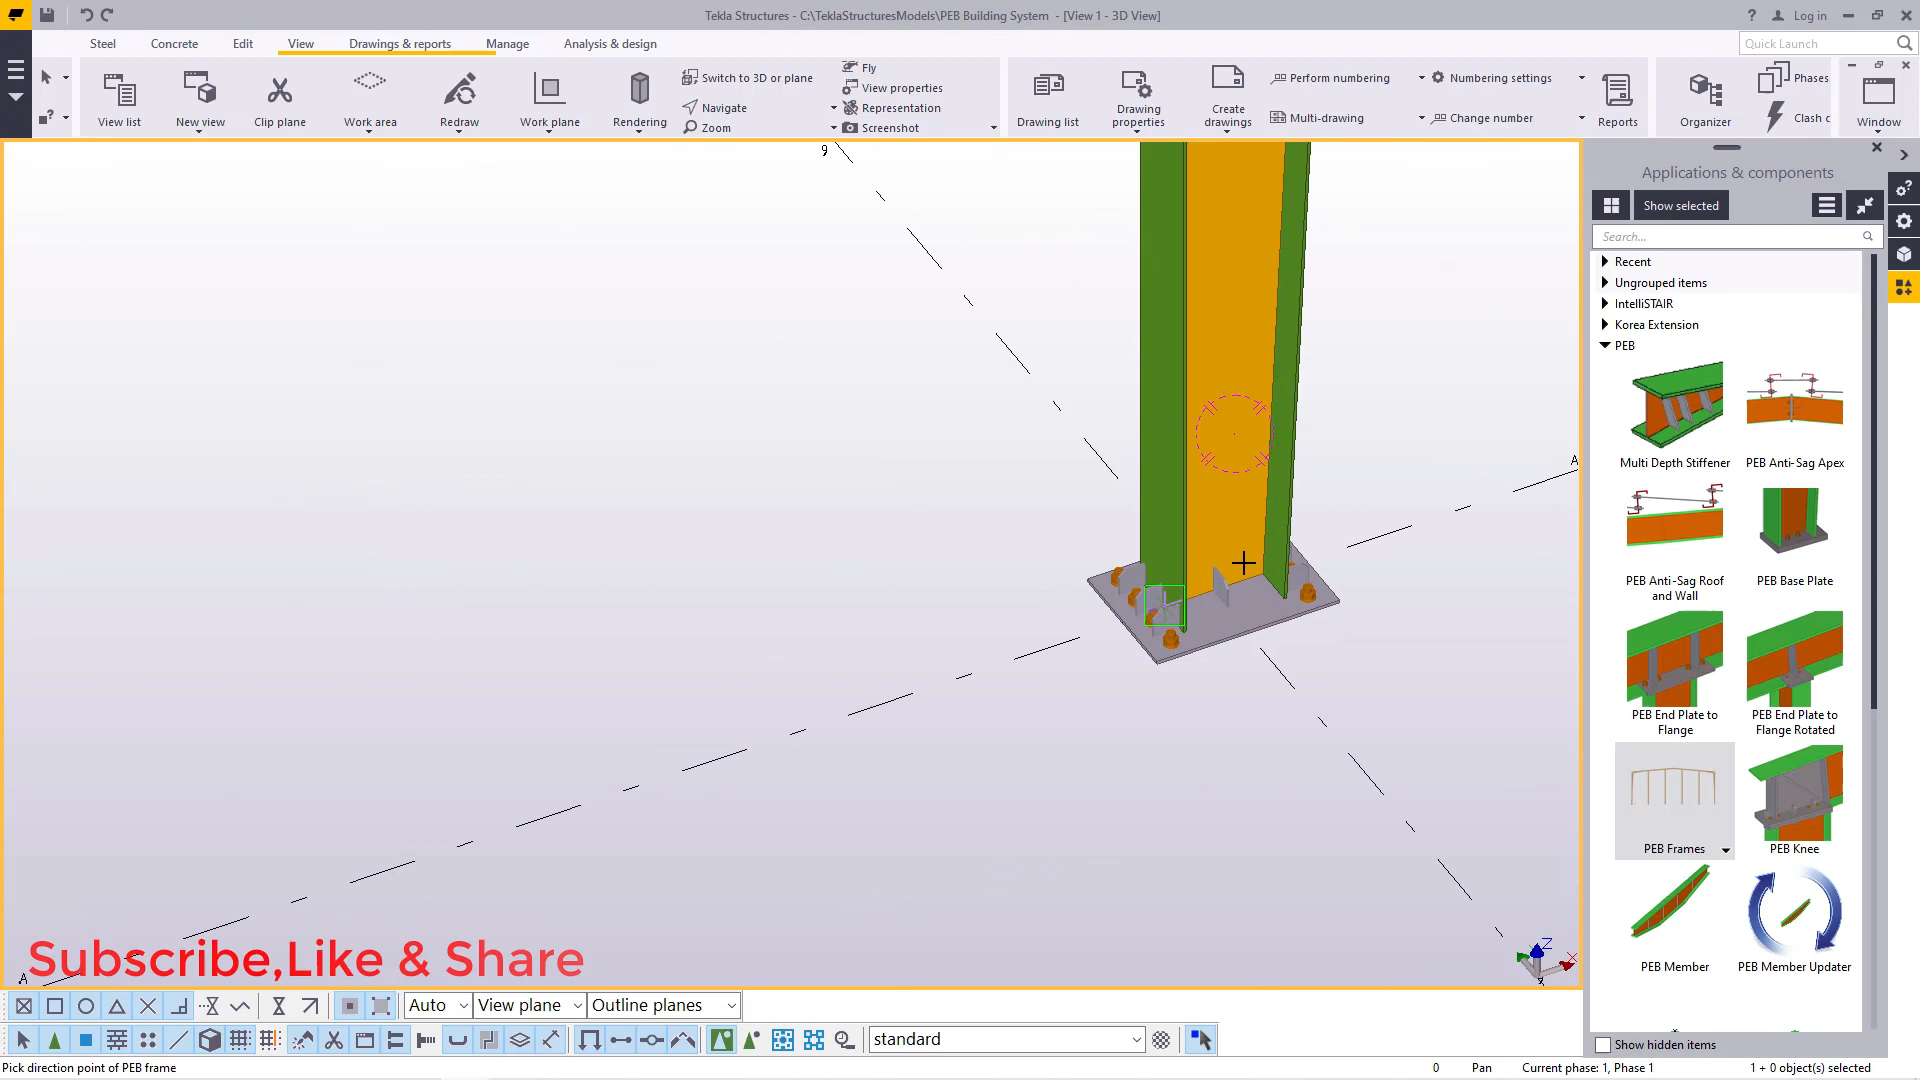 Tekla Structures - C:\TeklaStructuresModels\PEB Building System - [View 1 - 3D View]
? Log in
Steel Concrete Edit View Drawings & reports Manage Analysis & design
Quick Launch
View list
New view
Clip plane
Work area
Redraw
Work plane
Rendering
Switch to 3D or plane
Navigate
Zoom
Fly
View properties
Representation
Screenshot
Drawing list
Drawing
properties
Create
drawings
Perform numbering
Multi-drawing
Numbering settings
Change number
Reports
Organizer
Phases
Clash c
Window
9
A
A
Z
X
Applications & components
Show selected
Search...
Recent
Ungrouped items
IntelliSTAIR
Korea Extension
PEB
Multi Depth Stiffener
PEB Anti-Sag Apex
PEB Anti-Sag Roof
and Wall
PEB Base Plate
PEB End Plate to
Flange
PEB End Plate to
Flange Rotated
PEB Frames
PEB Knee
PEB Member
PEB Member Updater
Show hidden items
Subscribe,Like & Share
Auto
View plane
Outline planes
standard
Pick direction point of PEB frame
0
Pan
Current phase: 1, Phase 1
1 + 0 object(s) selected